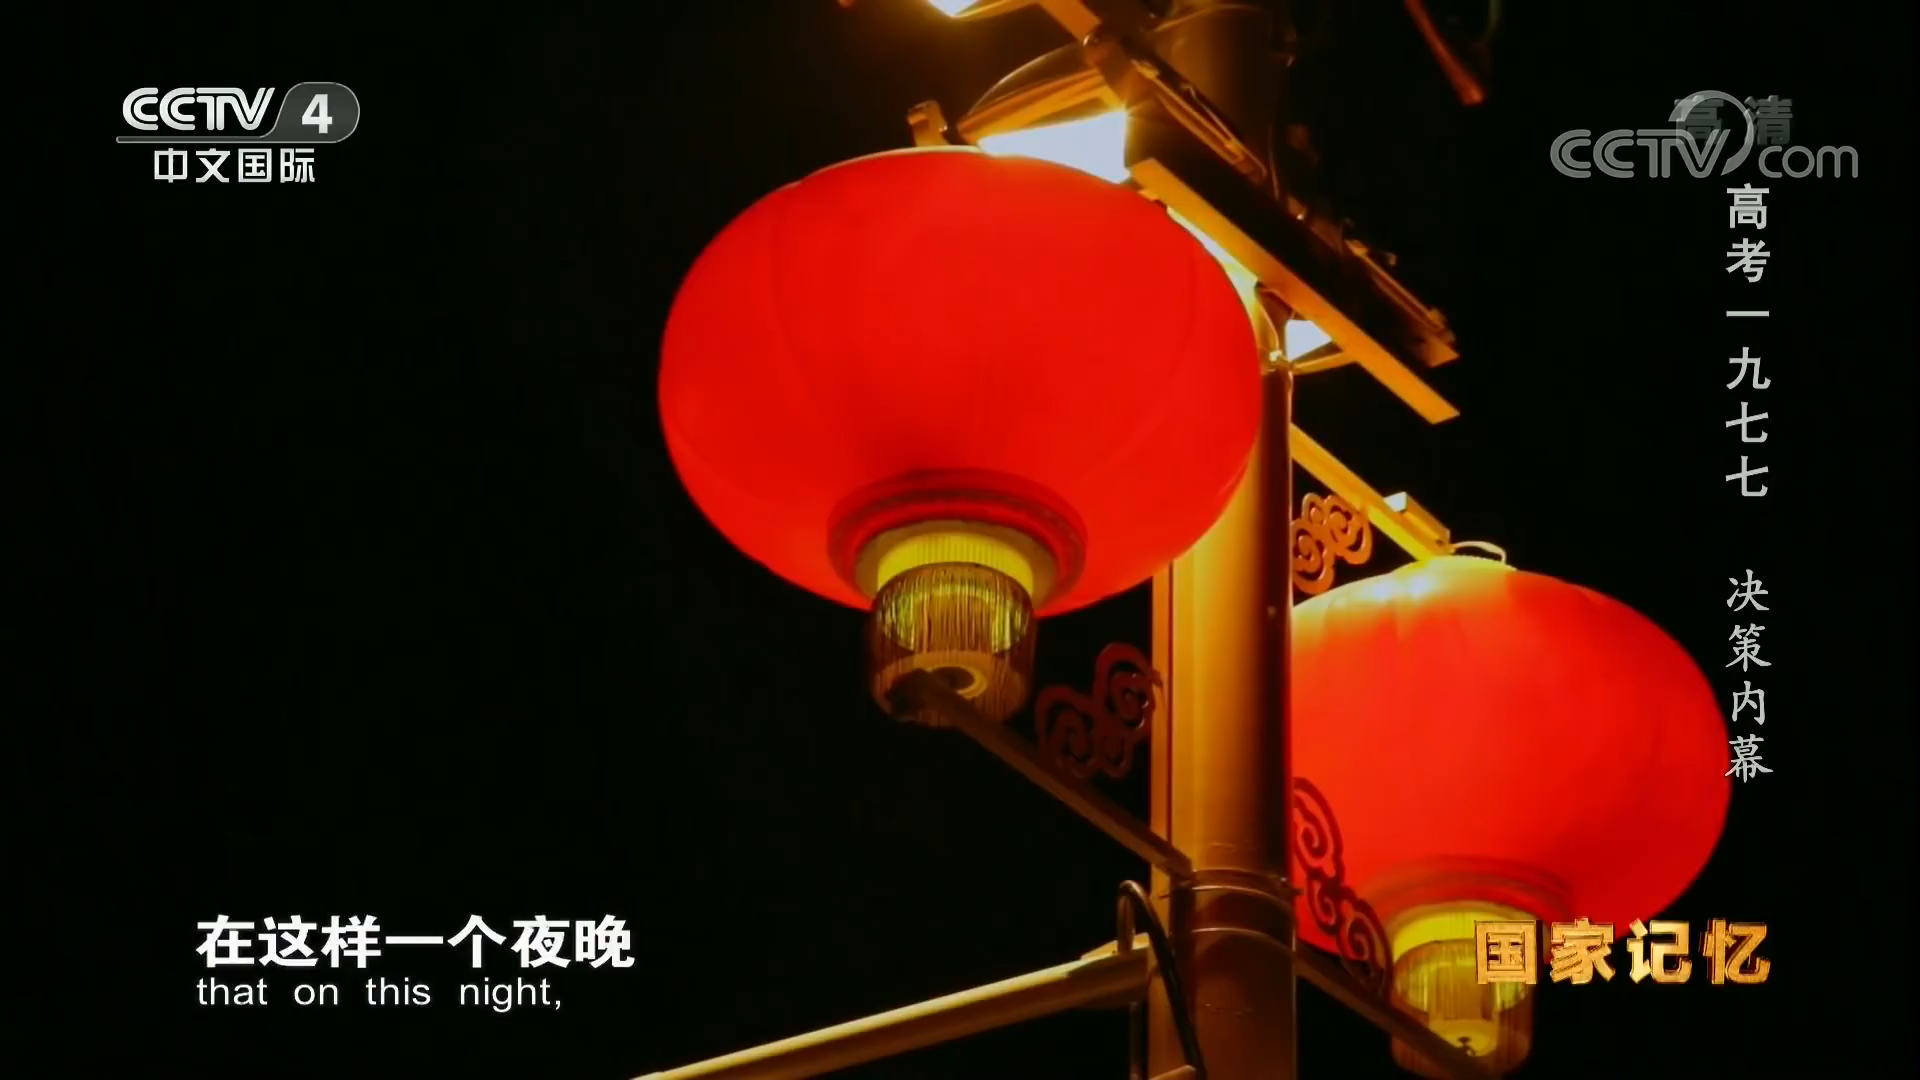 CCTV 4
中文国际
高清
CCTV.com
高考一九七七 决策内幕
在这样一个夜晚
that on this night,
国家记忆